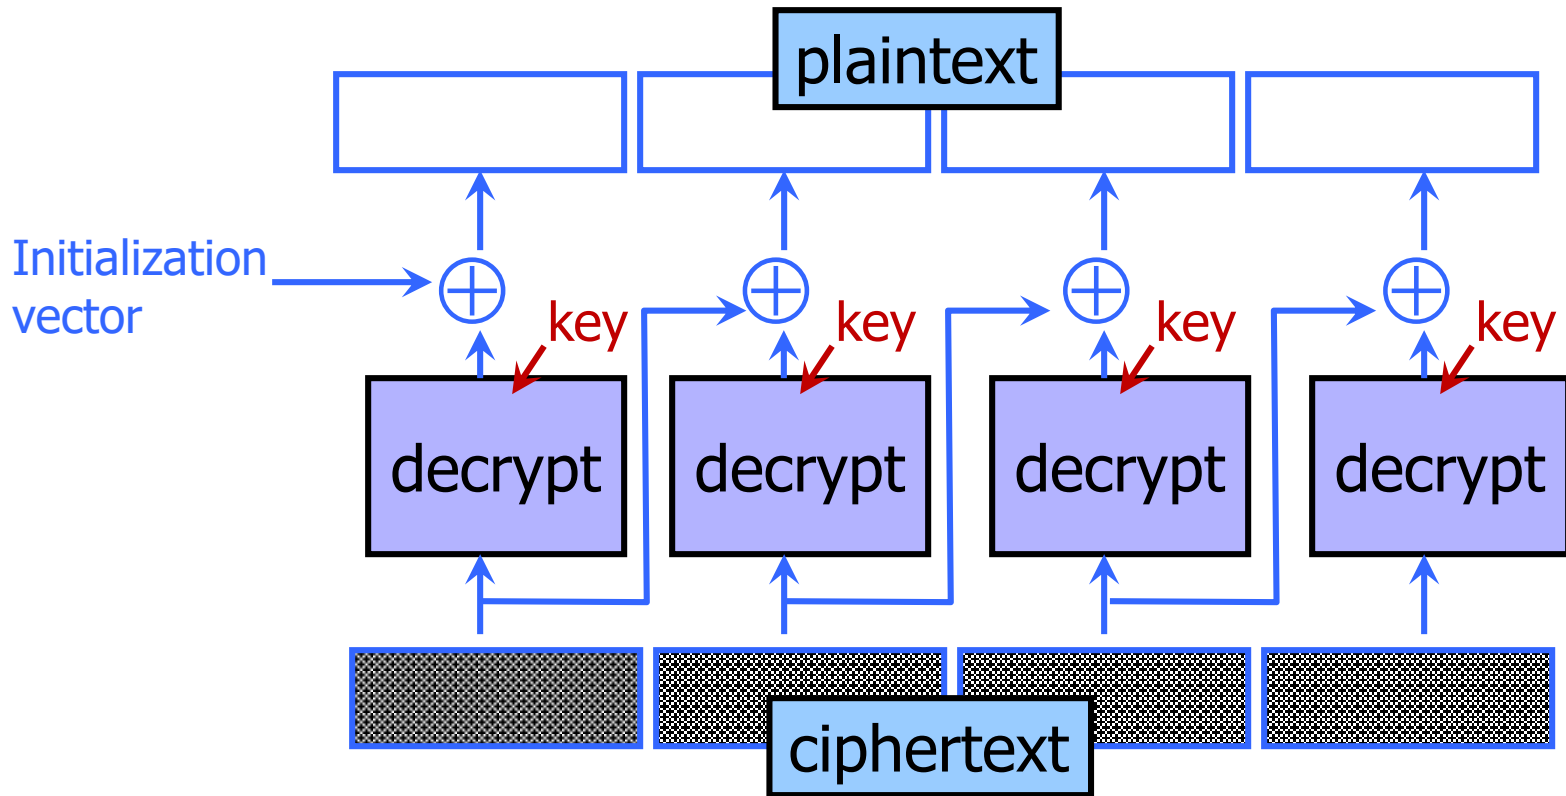 plaintext
Initialization
vector
key key key key
decrypt decrypt decrypt decrypt
ciphertext